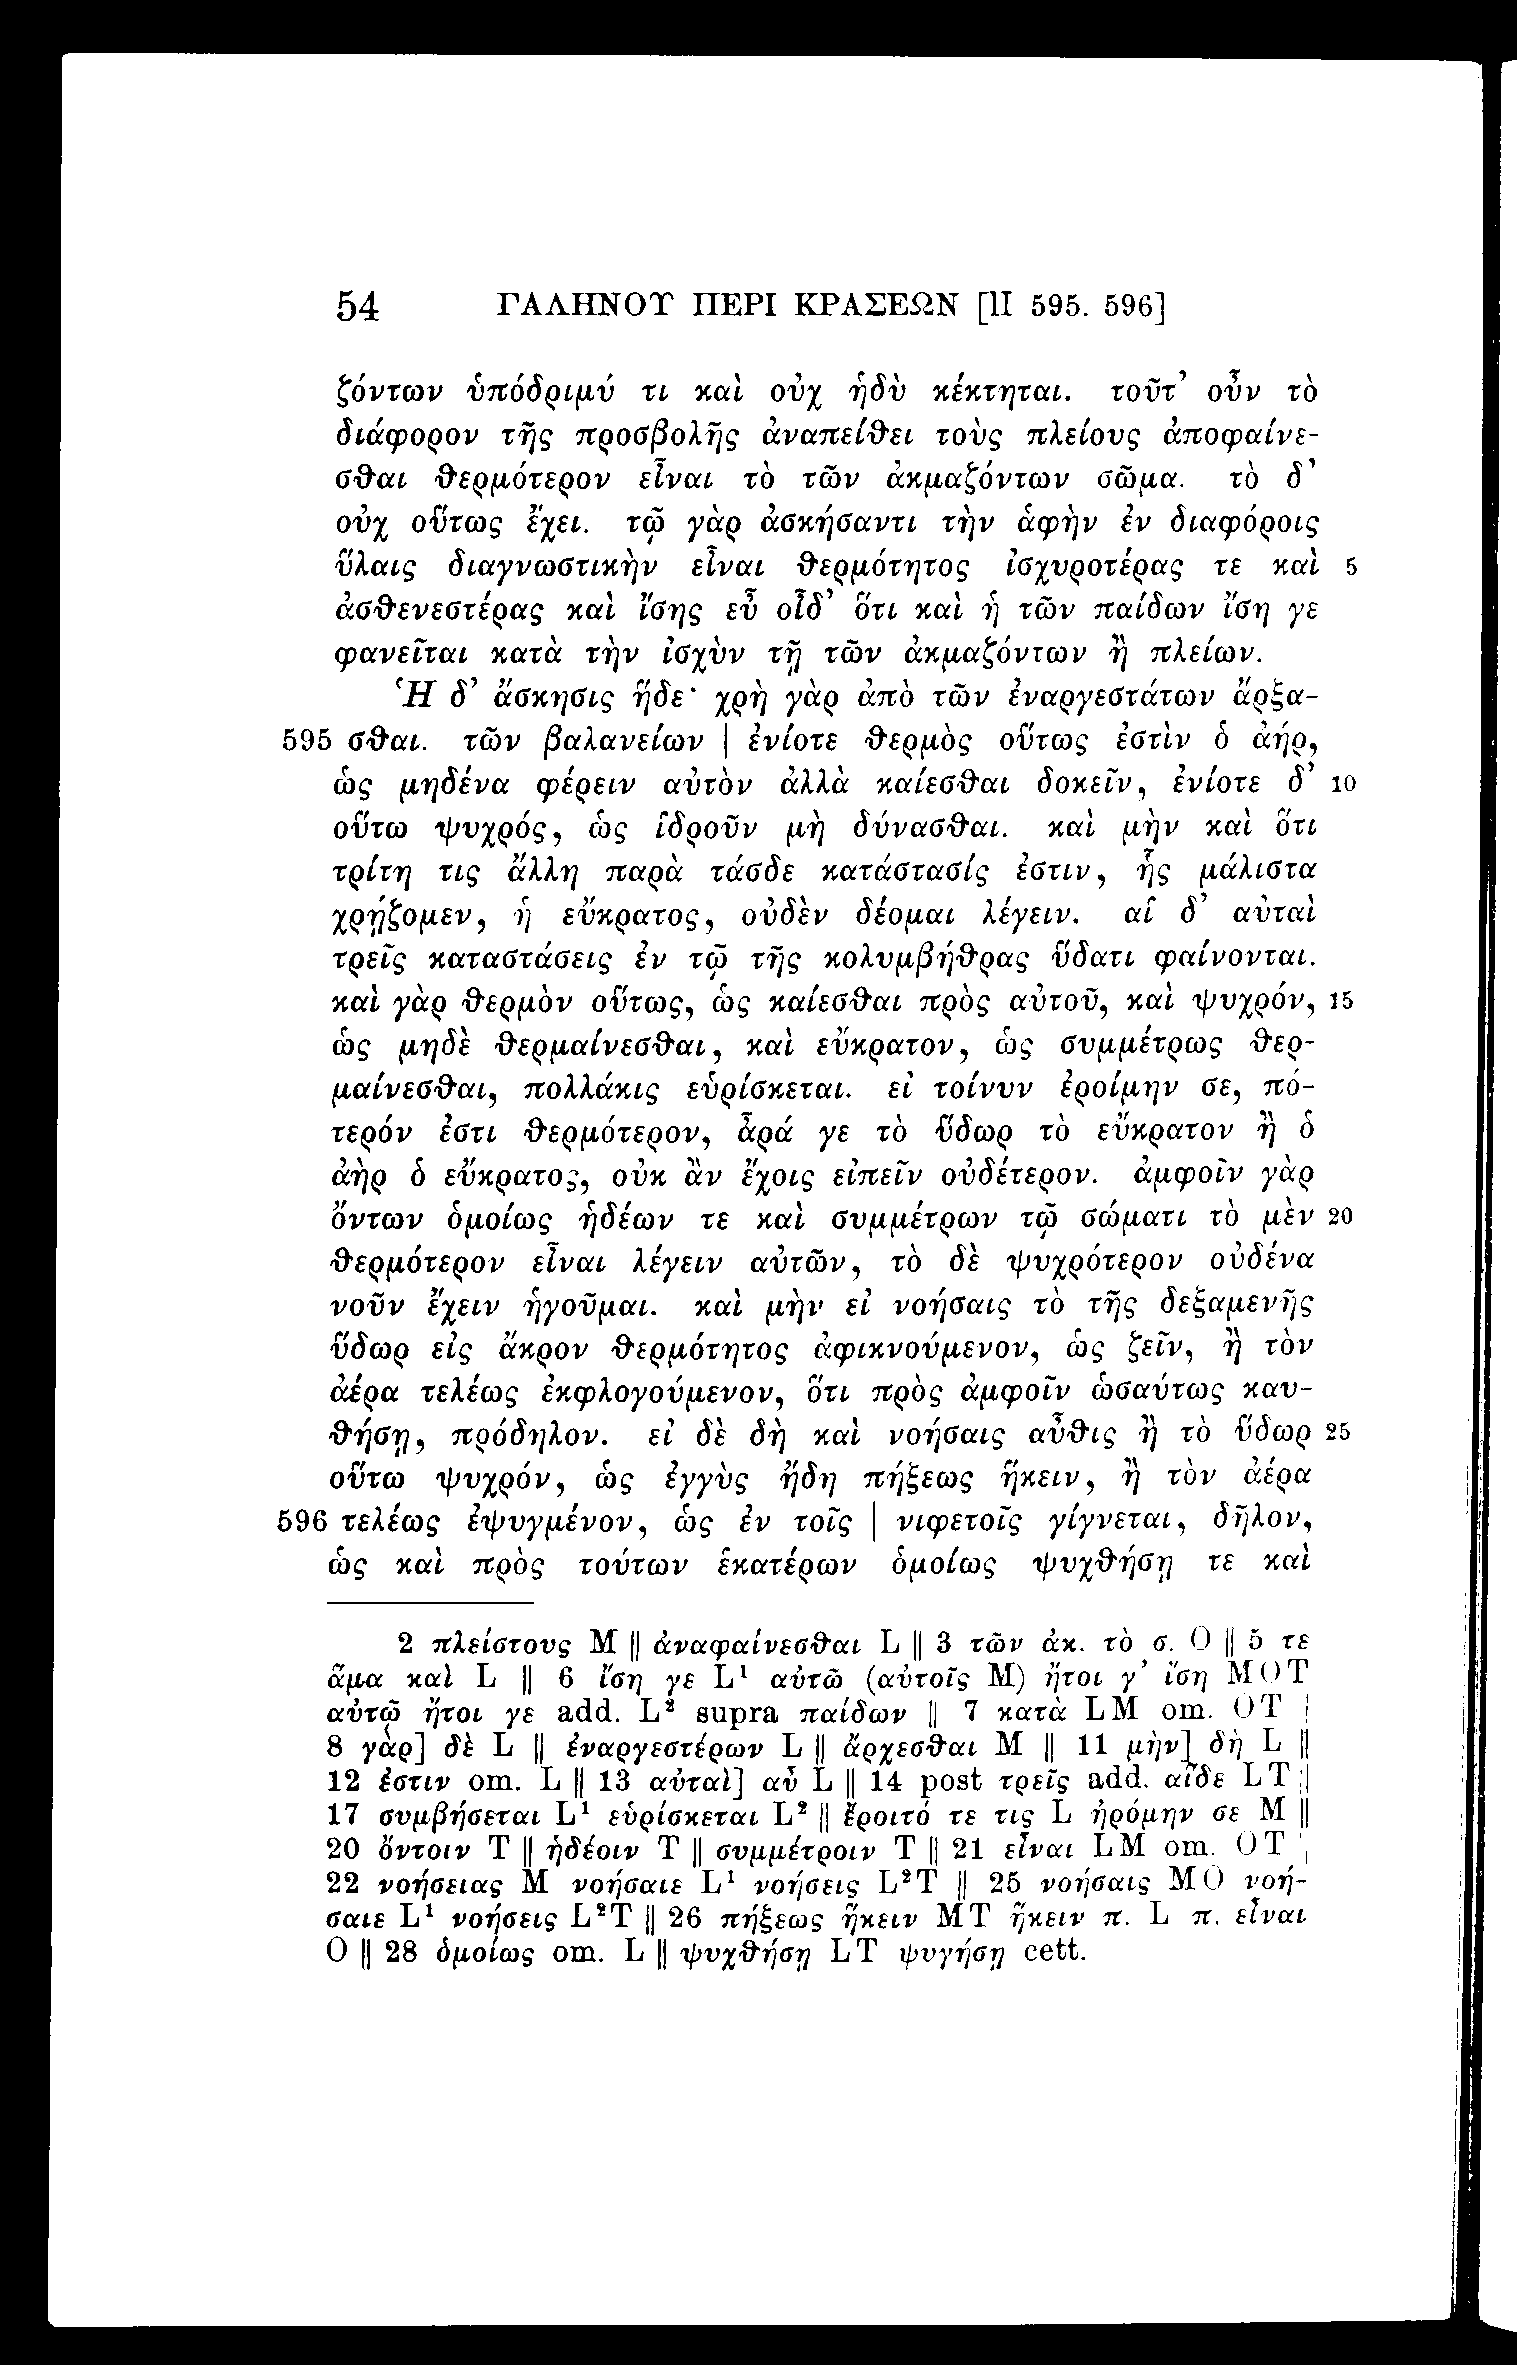 54 ΓΑΛΗΝΟΥ ΠΕΡΙ ΚΡΑΣΕΩΝ [II 595. 596]
ζόντων ὑπόδριμύ τι καὶ οὐχ ἡδὺ κέκτηται. τοῦτ’ οὖν τὸ
διάφορον τῆς προσβολῆς ἀναπείθει τοὺς πλείους ἀποφαίνε-
σθαι θερμότερον εἶναι τὸ τῶν ἀκμαζόντων σῶμα. τὸ δ’
οὐχ οὕτως ἔχει. τῷ γὰρ ἀσκήσαντι τὴν ἁφὴν ἐν διαφόροις
ὕλαις διαγνωστικὴν εἶναι θερμότητος ἰσχυροτέρας τε καὶ 5
ἀσθενεστέρας καὶ ἴσης εὖ οἶδ’ ὅτι καὶ ἡ τῶν παίδων ἴση γε
φανεῖται κατὰ τὴν ἰσχὺν τῇ τῶν ἀκμαζόντων ἢ πλείων.
Ἡ δ’ ἄσκησις ἥδε· χρὴ γὰρ ἀπὸ τῶν ἐναργεστάτων ἄρξα-
595 σθαι. τῶν βαλανείων | ἐνίοτε θερμὸς οὕτως ἐστὶν ὁ ἀήρ,
ὡς μηδένα φέρειν αὐτὸν ἀλλὰ καίεσθαι δοκεῖν, ἐνίοτε δ’ 10
οὕτω ψυχρός, ὡς ἱδροῦν μὴ δύνασθαι. καὶ μὴν καὶ ὅτι
τρίτη τις ἄλλη παρὰ τάσδε κατάστασίς ἐστιν, ἧς μάλιστα
χρῄζομεν, ἡ εὔκρατος, οὐδὲν δέομαι λέγειν. αἱ δ’ αὐταὶ
τρεῖς καταστάσεις ἐν τῷ τῆς κολυμβήθρας ὕδατι φαίνονται.
καὶ γὰρ θερμὸν οὕτως, ὡς καίεσθαι πρὸς αὐτοῦ, καὶ ψυχρόν, 15
ὡς μηδὲ θερμαίνεσθαι, καὶ εὔκρατον, ὡς συμμέτρως θερ-
μαίνεσθαι, πολλάκις εὑρίσκεται. εἰ τοίνυν ἐροίμην σε, πό-
τερόν ἐστι θερμότερον, ἆρά γε τὸ ὕδωρ τὸ εὔκρατον ἢ ὁ
ἀὴρ ὁ εὔκρατος, οὐκ ἂν ἔχοις εἰπεῖν οὐδέτερον. ἀμφοῖν γὰρ
ὄντων ὁμοίως ἡδέων τε καὶ συμμέτρων τῷ σώματι τὸ μὲν 20
θερμότερον εἶναι λέγειν αὐτῶν, τὸ δὲ ψυχρότερον οὐδένα
νοῦν ἔχειν ἡγοῦμαι. καὶ μὴν εἰ νοήσαις τὸ τῆς δεξαμενῆς
ὕδωρ εἰς ἄκρον θερμότητος ἀφικνούμενον, ὡς ζεῖν, ἢ τὸν
ἀέρα τελέως ἐκφλογούμενον, ὅτι πρὸς ἀμφοῖν ὡσαύτως καυ-
θήσῃ, πρόδηλον. εἰ δὲ δὴ καὶ νοήσαις αὖθις ἢ τὸ ὕδωρ 25
οὕτω ψυχρόν, ὡς ἐγγὺς ἤδη πήξεως ἥκειν, ἢ τὸν ἀέρα
596 τελέως ἐψυγμένον, ὡς ἐν τοῖς | νιφετοῖς γίγνεται, δῆλον,
ὡς καὶ πρὸς τούτων ἑκατέρων ὁμοίως ψυχθήσῃ τε καὶ
2 πλείστους M || ἀναφαίνεσθαι L || 3 τῶν ἀκ. τὸ σ. O || 5 τε
ἅμα καὶ L || 6 ἴση γε L¹ αὐτῶ (αὐτοῖς M) ἤτοι γ’ ἴση MOT
αὐτῷ ἤτοι γε add. L² supra παίδων || 7 κατὰ LM om. OT |
8 γὰρ] δὲ L || ἐναργεστέρων L || ἄρχεσθαι M || 11 μὴν] δὴ L ||
12 ἐστιν om. L || 13 αὐταὶ] αὖ L || 14 post τρεῖς add. αἵδε LT ||
17 συμβήσεται L¹ εὑρίσκεται L² || ἔροιτό τε τις L ἠρόμην σε M ||
20 ὄντοιν T || ἡδέοιν T || συμμέτροιν T || 21 εἶναι LM om. OT |
22 νοήσειας M νοήσαιε L¹ νοήσεις L²T || 25 νοήσαις MO νοή-
σαιε L¹ νοήσεις L²T || 26 πήξεως ἥκειν MT ἥκειν π. L π. εἶναι
O || 28 ὁμοίως om. L || ψυχθήσῃ LT ψυγήσῃ cett.